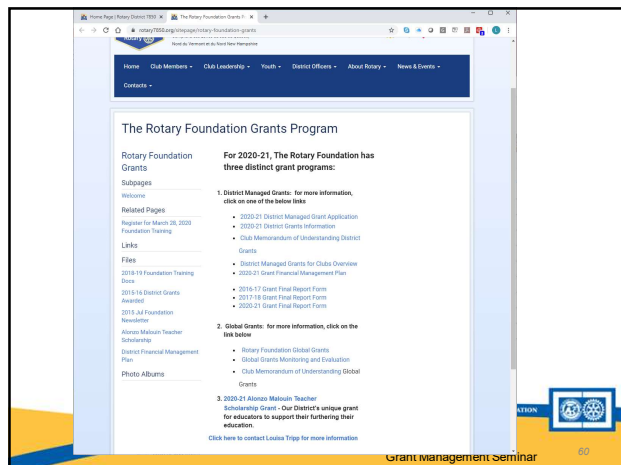 Home Page | Rotary District 7850
The Rotary Foundation Grants P
rotary7850.org/sitepage/rotary-foundation-grants
Rotary
Nord du Vermont et du Nord New Hampshire
Home Club Members Club Leadership Youth District Officers About Rotary News & Events
Contacts
The Rotary Foundation Grants Program
Rotary Foundation
Grants
Subpages
Welcome
Related Pages
Register for March 28, 2020
Foundation Training
Links
Files
2018-19 Foundation Training
Docs
2015-16 District Grants
Awarded
2015 Jul Foundation
Newsletter
Alonzo Malouin Teacher
Scholarship
District Financial Management
Plan
Photo Albums
For 2020-21, The Rotary Foundation has
three distinct grant programs:
1. District Managed Grants: for more information,
click on one of the below links
2020-21 District Managed Grant Application
2020-21 District Grants Information
Club Memorandum of Understanding District
Grants
District Managed Grants for Clubs Overview
2020-21 Grant Financial Management Plan
2016-17 Grant Final Report Form
2017-18 Grant Final Report Form
2020-21 Grant Final Report Form
2. Global Grants: for more information, click on the
link below
Rotary Foundation Global Grants
Global Grants Monitoring and Evaluation
Club Memorandum of Understanding Global
Grants
3. 2020-21 Alonzo Malouin Teacher
Scholarship Grant - Our District's unique grant
for educators to support their furthering their
education.
Click here to contact Louisa Tripp for more information
ATION
Grant Management Seminar
60